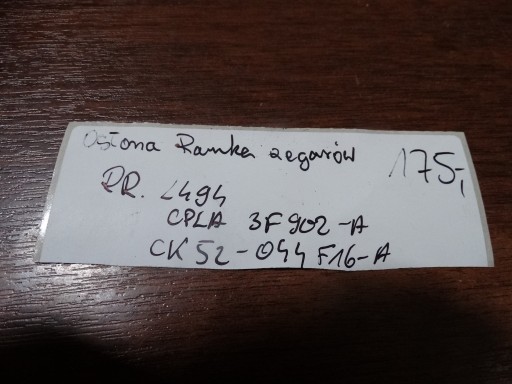 Osłona Ramka zegarów 175,-
RR. L494
CPLA 3F902-A
CK52-044F16-A